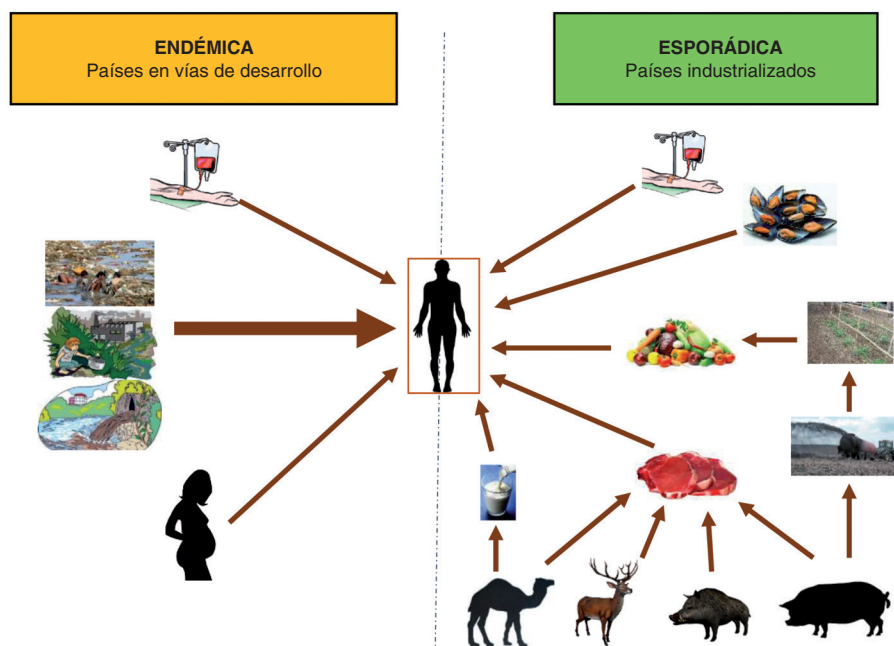 ENDÉMICA
Países en vías de desarrollo
ESPORÁDICA
Países industrializados